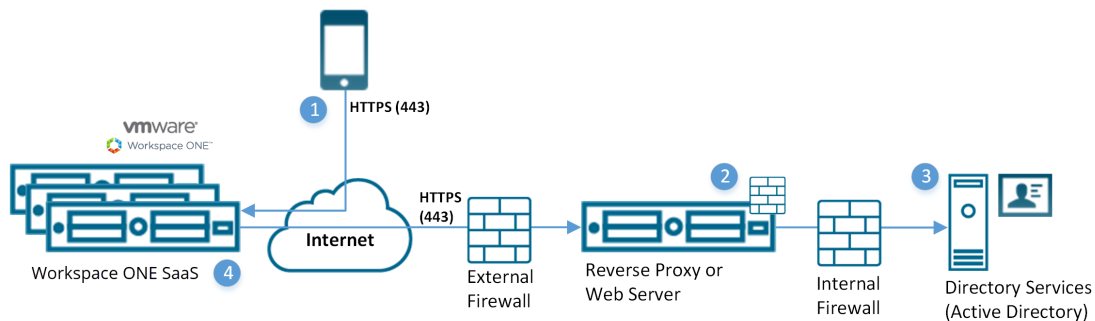 1
HTTPS (443)
vmware®
Workspace ONE™
2
3
HTTPS
(443)
Internet
Workspace ONE SaaS
4
External
Firewall
Reverse Proxy or
Web Server
Internal
Firewall
Directory Services
(Active Directory)